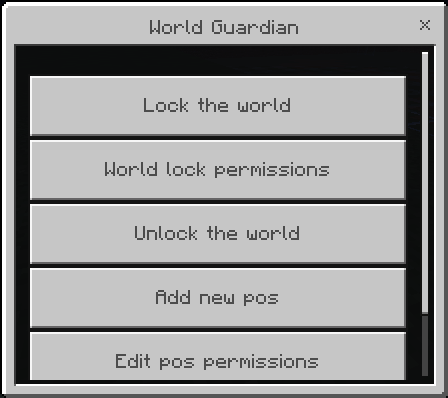 World Guardian
Lock the world
World lock permissions
Unlock the world
Add new pos
Edit pos permissions